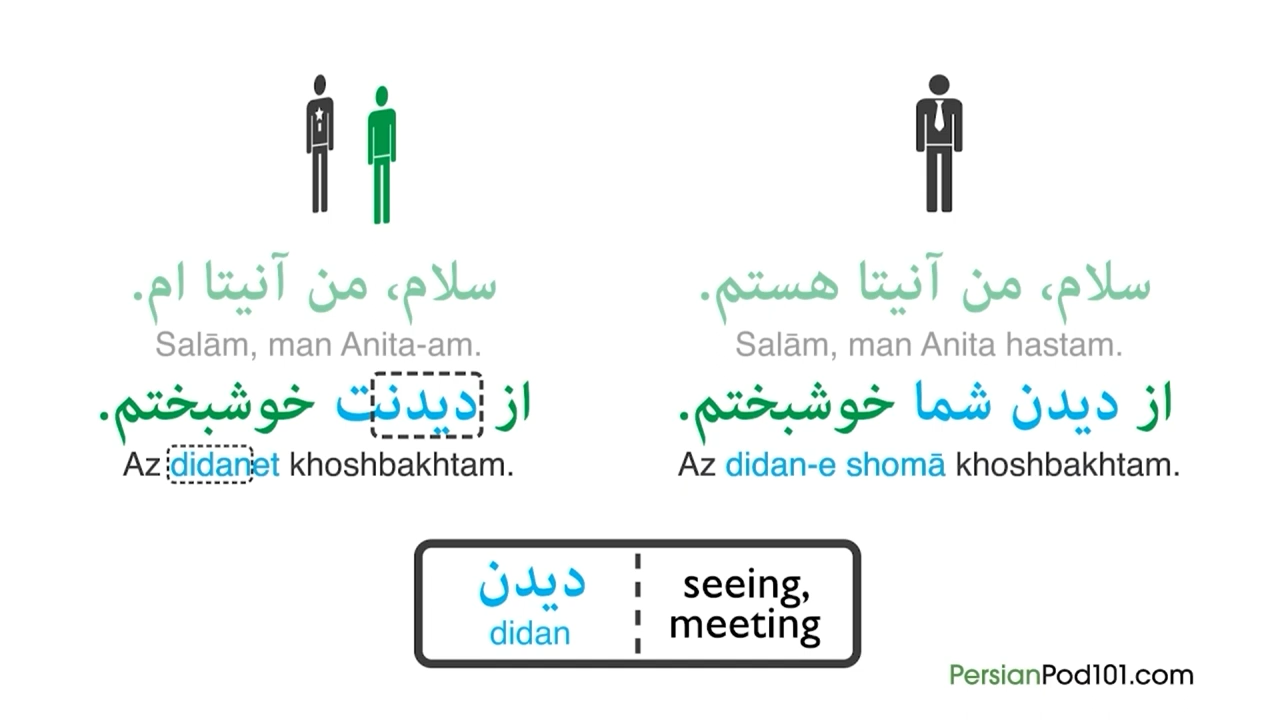 سلام، من آنیتا ام.
Salām, man Anita-am.
از دیدنت خوشبختم.
Az didanet khoshbakhtam.
سلام، من آنیتا هستم.
Salām, man Anita hastam.
از دیدن شما خوشبختم.
Az didan-e shomā khoshbakhtam.
دیدن
didan
seeing,
meeting
PersianPod101.com